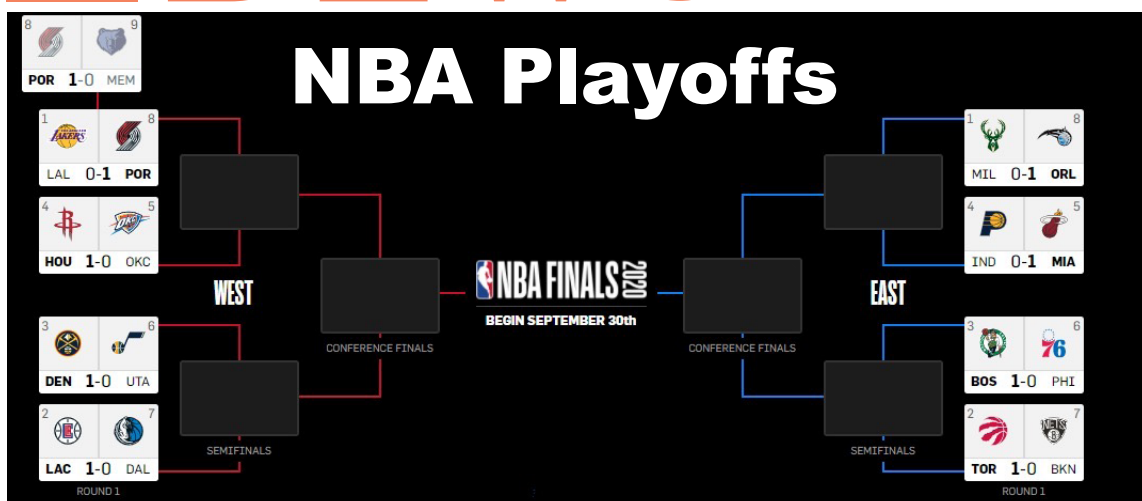 NBA Playoffs
8 9
POR 1-0 MEM
1 8
LAKERS
LAL 0-1 POR
4 5
HOU 1-0 OKC
WEST
3 6
DEN 1-0 UTA
2 7
LAC 1-0 DAL
ROUND 1
SEMIFINALS
CONFERENCE FINALS
NBA FINALS 2020
BEGIN SEPTEMBER 30th
CONFERENCE FINALS
SEMIFINALS
EAST
1 8
MIL 0-1 ORL
4 5
IND 0-1 MIA
3 6
76
BOS 1-0 PHI
2 7
NETS
B
TOR 1-0 BKN
ROUND 1